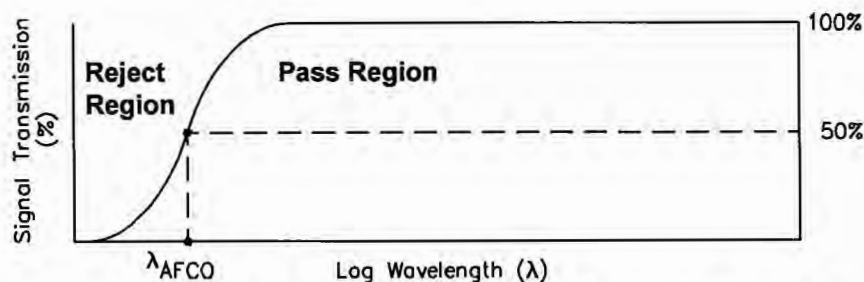 100%
Reject
Region
Pass Region
50%
Signal Transmission
(%)
λAFCO
Log Wavelength (λ)